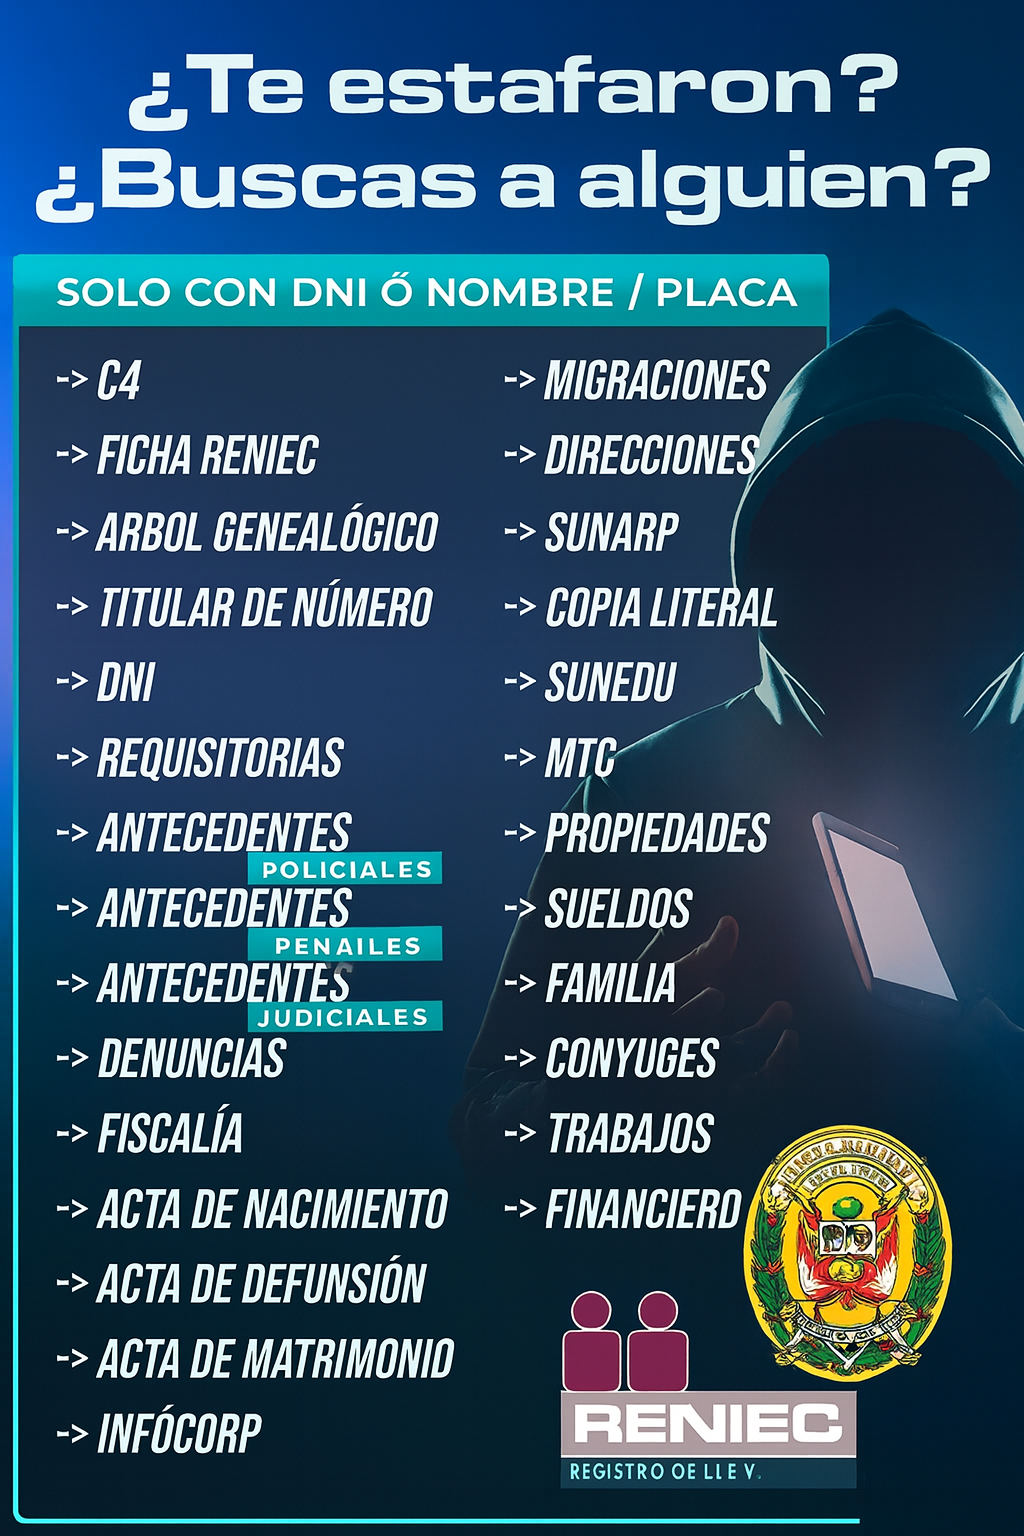 ¿Te estafaron?
¿Buscas a alguien?
SOLO CON DNI Ő NOMBRE / PLACA
--> C4
--> FICHA RENIEC
--> ARBOL GENEALÓGICO
--> TITULAR DE NÚMERO
--> DNI
--> REQUISITORIAS
--> ANTECEDENTES
POLICIALES
--> ANTECEDENTES
PENAILES
--> ANTECEDENTES
JUDICIALES
--> DENUNCIAS
--> FISCALÍA
--> ACTA DE NACIMIENTO
--> ACTA DE DEFUNSIÓN
--> ACTA DE MATRIMONIO
--> INFÓCORP
--> MIGRACIONES
--> DIRECCIONES
--> SUNARP
--> COPIA LITERAL
--> SUNEDU
--> MTC
--> PROPIEDADES
--> SUELDOS
--> FAMILIA
--> CONYUGES
--> TRABAJOS
--> FINANCIERO
RENIEC
REGISTRO OE LL E V.